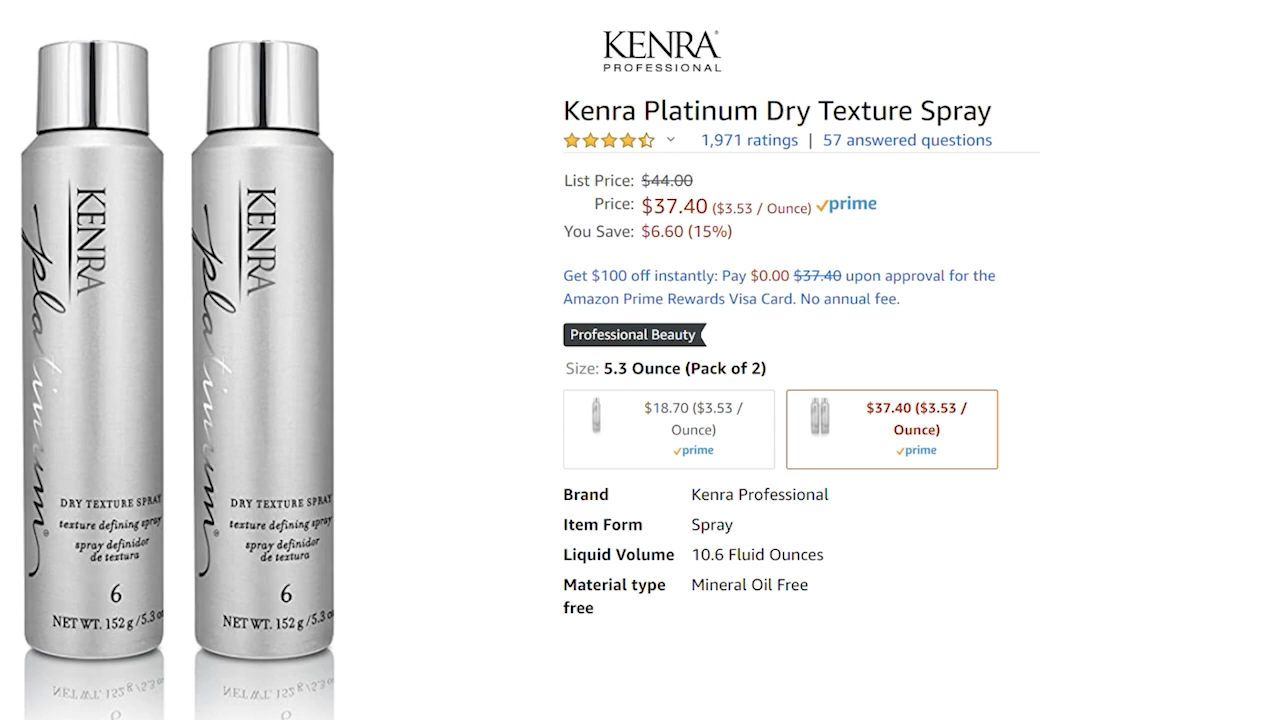 KENRA
platinum
DRY TEXTURE SPRAY
texture defining spray
spray definidor
de textura
6
NET WT. 152 g / 5.3 oz
KENRA
platinum
DRY TEXTURE SPRAY
texture defining spray
spray definidor
de textura
6
NET WT. 152 g / 5.3 oz
KENRA
PROFESSIONAL
Kenra Platinum Dry Texture Spray
1,971 ratings | 57 answered questions
List Price: $44.00
Price: $37.40 ($3.53 / Ounce) prime
You Save: $6.60 (15%)
Get $100 off instantly: Pay $0.00 $37.40 upon approval for the
Amazon Prime Rewards Visa Card. No annual fee.
Professional Beauty
Size: 5.3 Ounce (Pack of 2)
$18.70 ($3.53 /
Ounce)
prime
$37.40 ($3.53 /
Ounce)
prime
Brand Kenra Professional
Item Form Spray
Liquid Volume 10.6 Fluid Ounces
Material type Mineral Oil Free
free